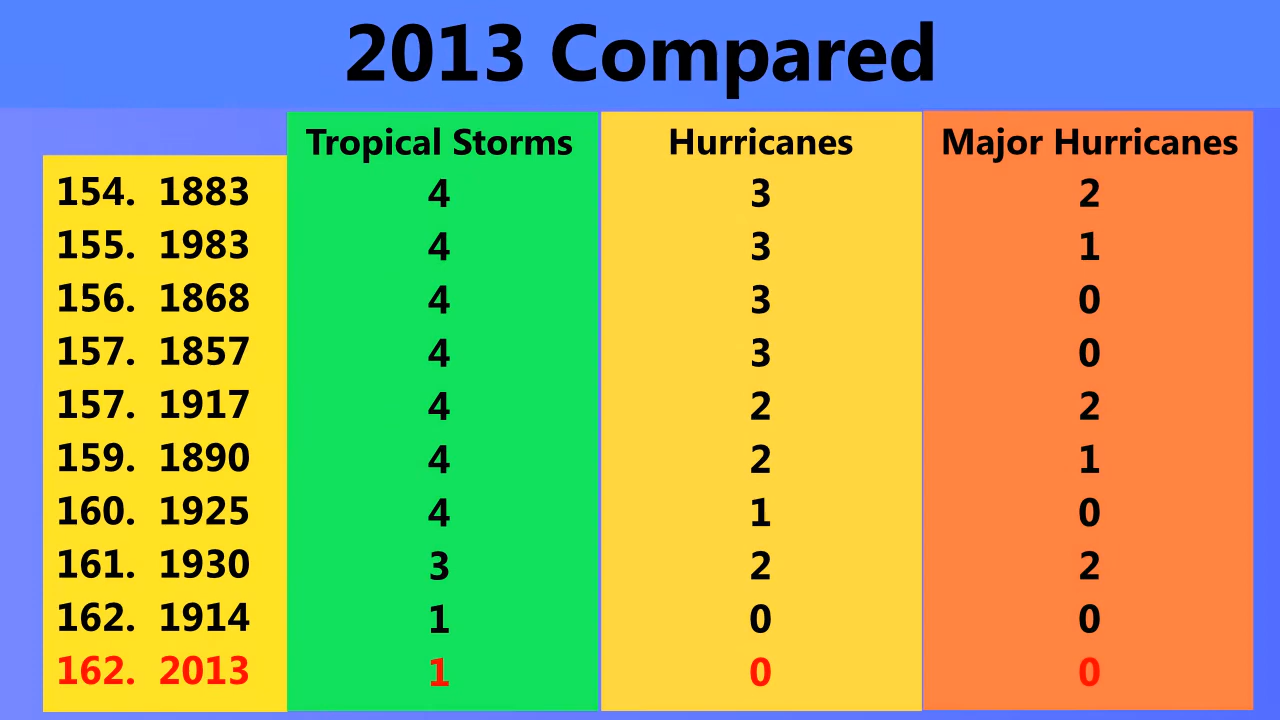 2013 Compared
Tropical Storms Hurricanes Major Hurricanes
154. 1883 4 3 2
155. 1983 4 3 1
156. 1868 4 3 0
157. 1857 4 3 0
157. 1917 4 2 2
159. 1890 4 2 1
160. 1925 4 1 0
161. 1930 3 2 2
162. 1914 1 0 0
162. 2013 1 0 0